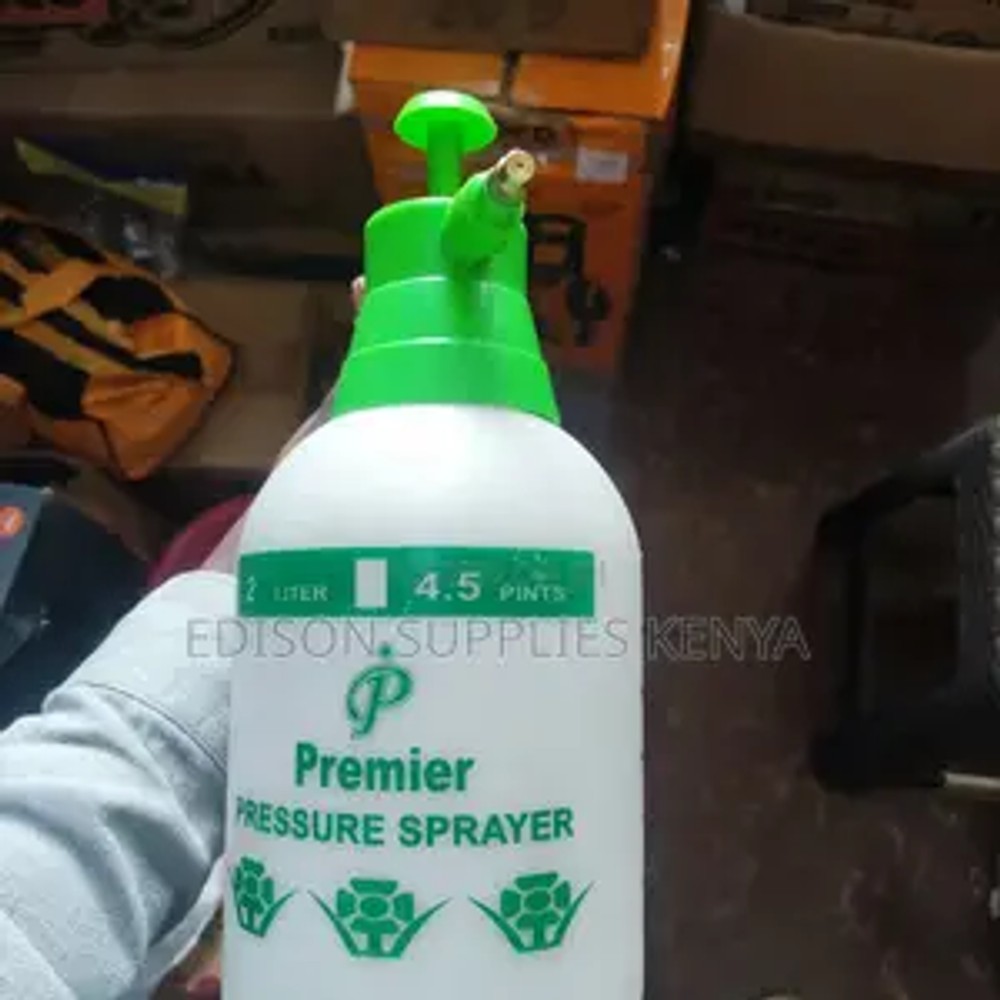 2 LITER 4.5 PINTS
EDISON SUPPLIES KENYA
Premier
PRESSURE SPRAYER